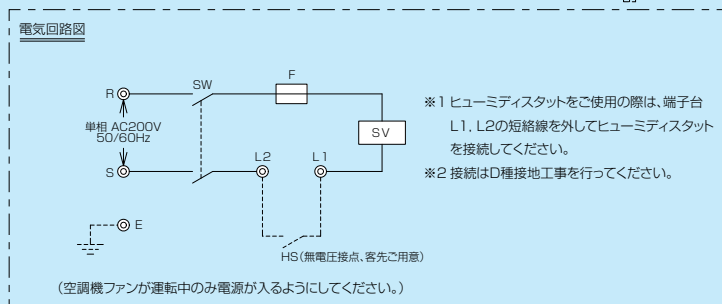 電気回路図
R
SW
F
単相 AC200V
50/60Hz
SV
S
L2
L1
E
HS(無電圧接点、客先ご用意)
(空調機ファンが運転中のみ電源が入るようにしてください。)
※1 ヒューミディスタットをご使用の際は、端子台
L1, L2の短絡線を外してヒューミディスタット
を接続してください。
※2 接続はD種接地工事を行ってください。